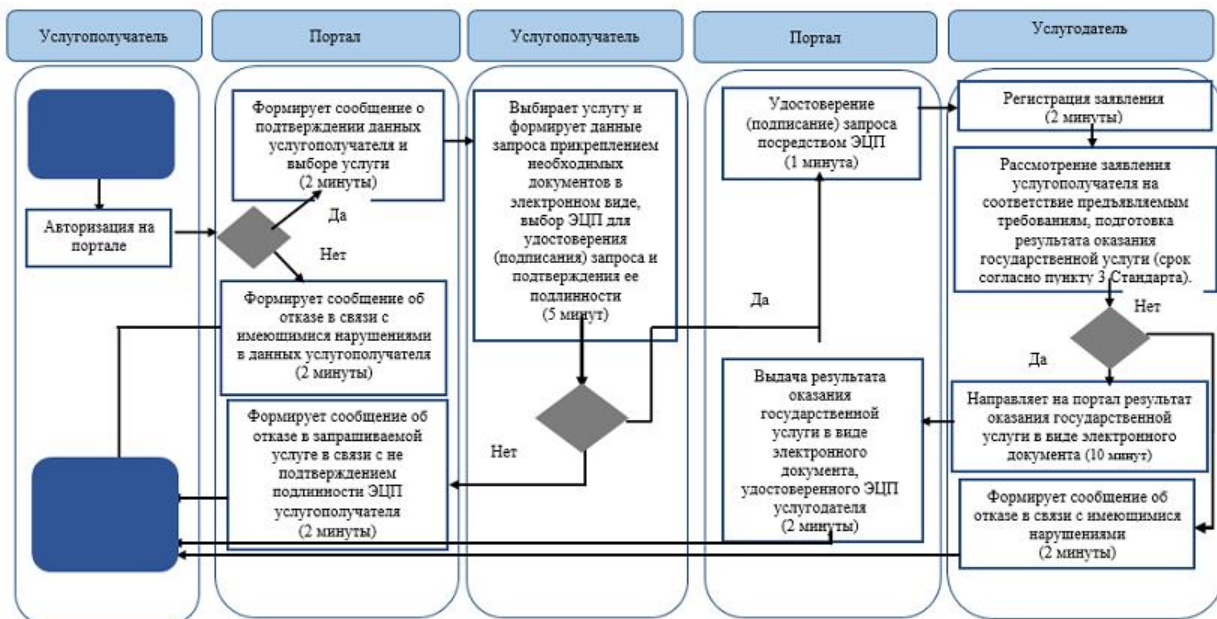 Услугополучатель
Портал
Услугополучатель
Портал
Услугодатель
Авторизация на
портале
Формирует сообщение о
подтверждении данных
услугополучателя и
выборе услуги
(2 минуты)
Да
Нет
Формирует сообщение об
отказе в связи с
имеющимися нарушениями
в данных услугополучателя
(2 минуты)
Формирует сообщение об
отказе в запрашиваемой
услуге в связи с не
подтверждением
подлинности ЭЦП
услугополучателя
(2 минуты)
Выбирает услугу и
формирует данные
запроса прикреплением
необходимых
документов в
электронном виде,
выбор ЭЦП для
удостоверения
(подписания) запроса и
подтверждения ее
подлинности
(5 минут)
Да
Нет
Удостоверение
(подписание) запроса
посредством ЭЦП
(1 минута)
Выдача результата
оказания
государственной
услуги в виде
электронного
документа,
удостоверенного ЭЦП
услугодателя
(2 минуты)
Регистрация заявления
(2 минуты)
Рассмотрение заявления
услугополучателя на
соответствие предъявляемым
требованиям, подготовка
результата оказания
государственной услуги (срок
согласно пункту 3 Стандарта).
Нет
Да
Направляет на портал результат
оказания государственной
услуги в виде электронного
документа (10 минут)
Формирует сообщение об
отказе в связи с имеющимися
нарушениями
(2 минуты)